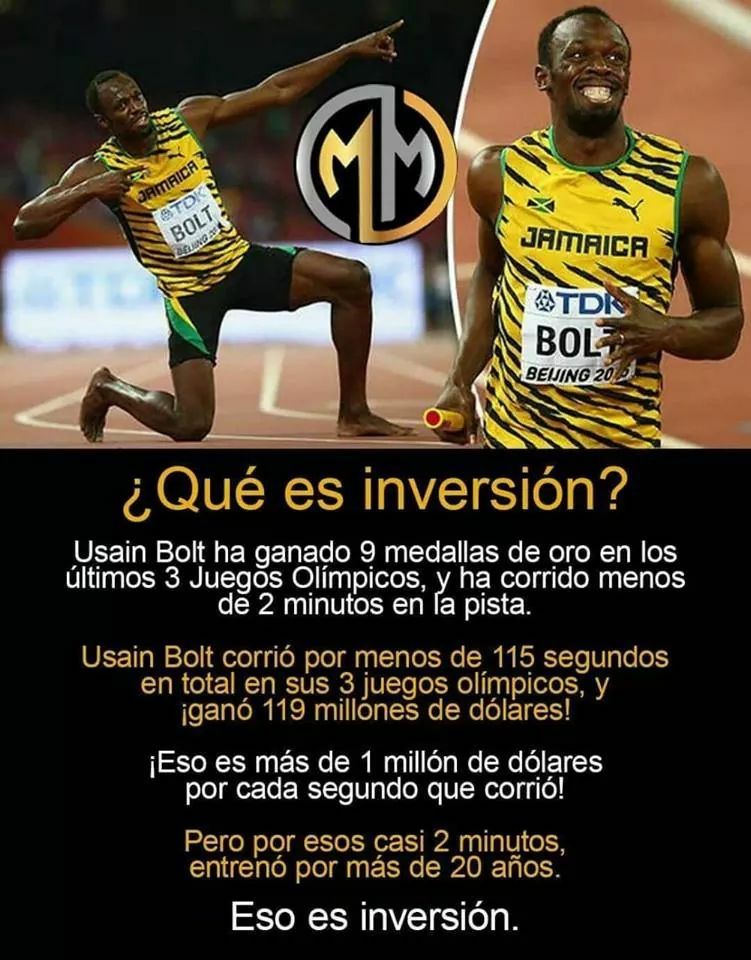 JAMAICA
TDK
BOLT
BEIJING 20
MM
JAMAICA
TDK
BOL
BEIJING 20
¿Qué es inversión?
Usain Bolt ha ganado 9 medallas de oro en los
últimos 3 Juegos Olímpicos, y ha corrido menos
de 2 minutos en la pista.
Usain Bolt corrió por menos de 115 segundos
en total en sus 3 juegos olímpicos, y
¡ganó 119 millones de dólares!
¡Eso es más de 1 millón de dólares
por cada segundo que corrió!
Pero por esos casi 2 minutos,
entrenó por más de 20 años.
Eso es inversión.